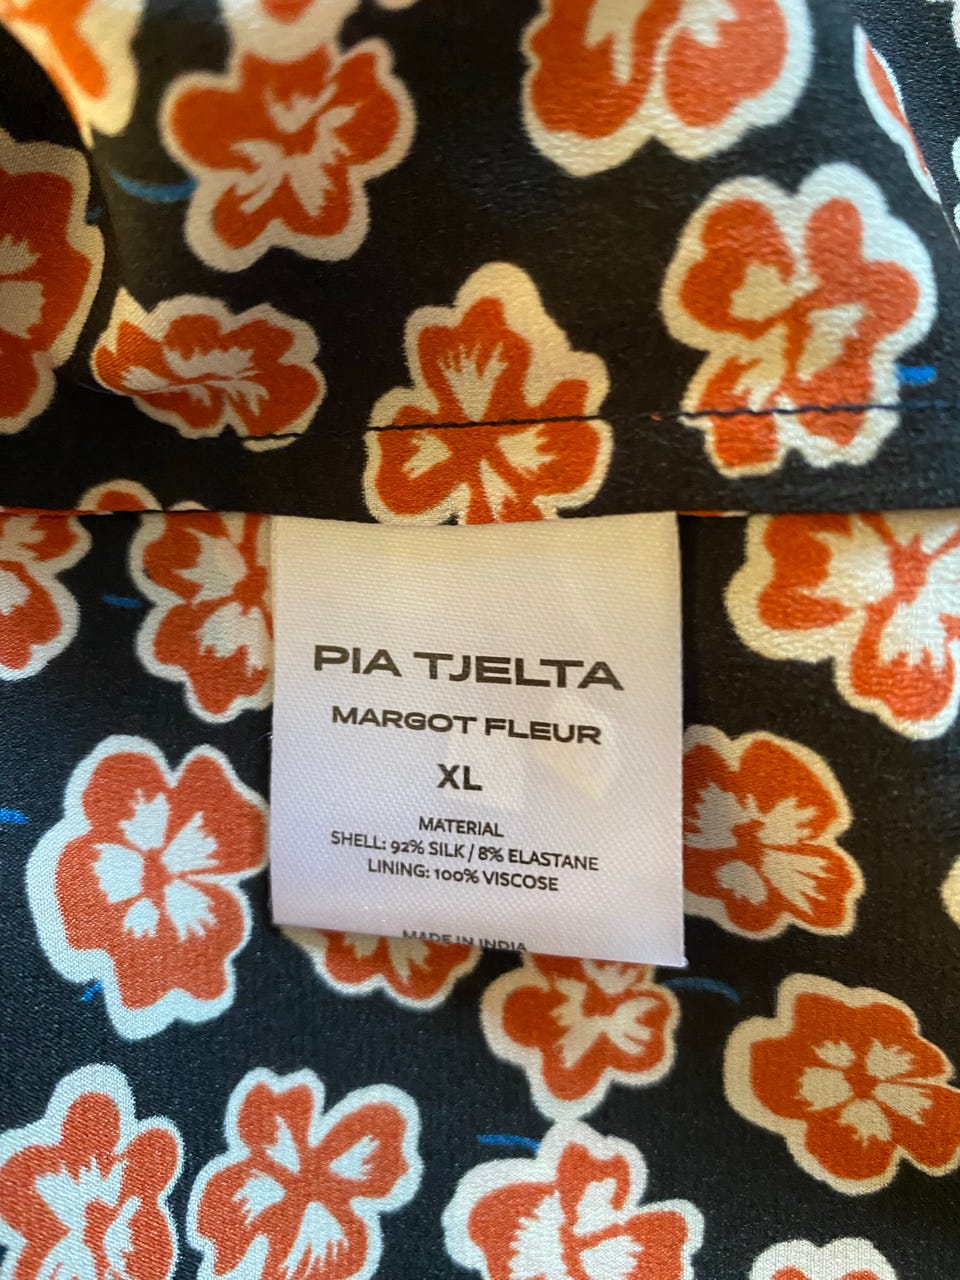 PIA TJELTA
MARGOT FLEUR
XL
MATERIAL
SHELL: 92% SILK / 8% ELASTANE
LINING: 100% VISCOSE
MADE IN INDIA